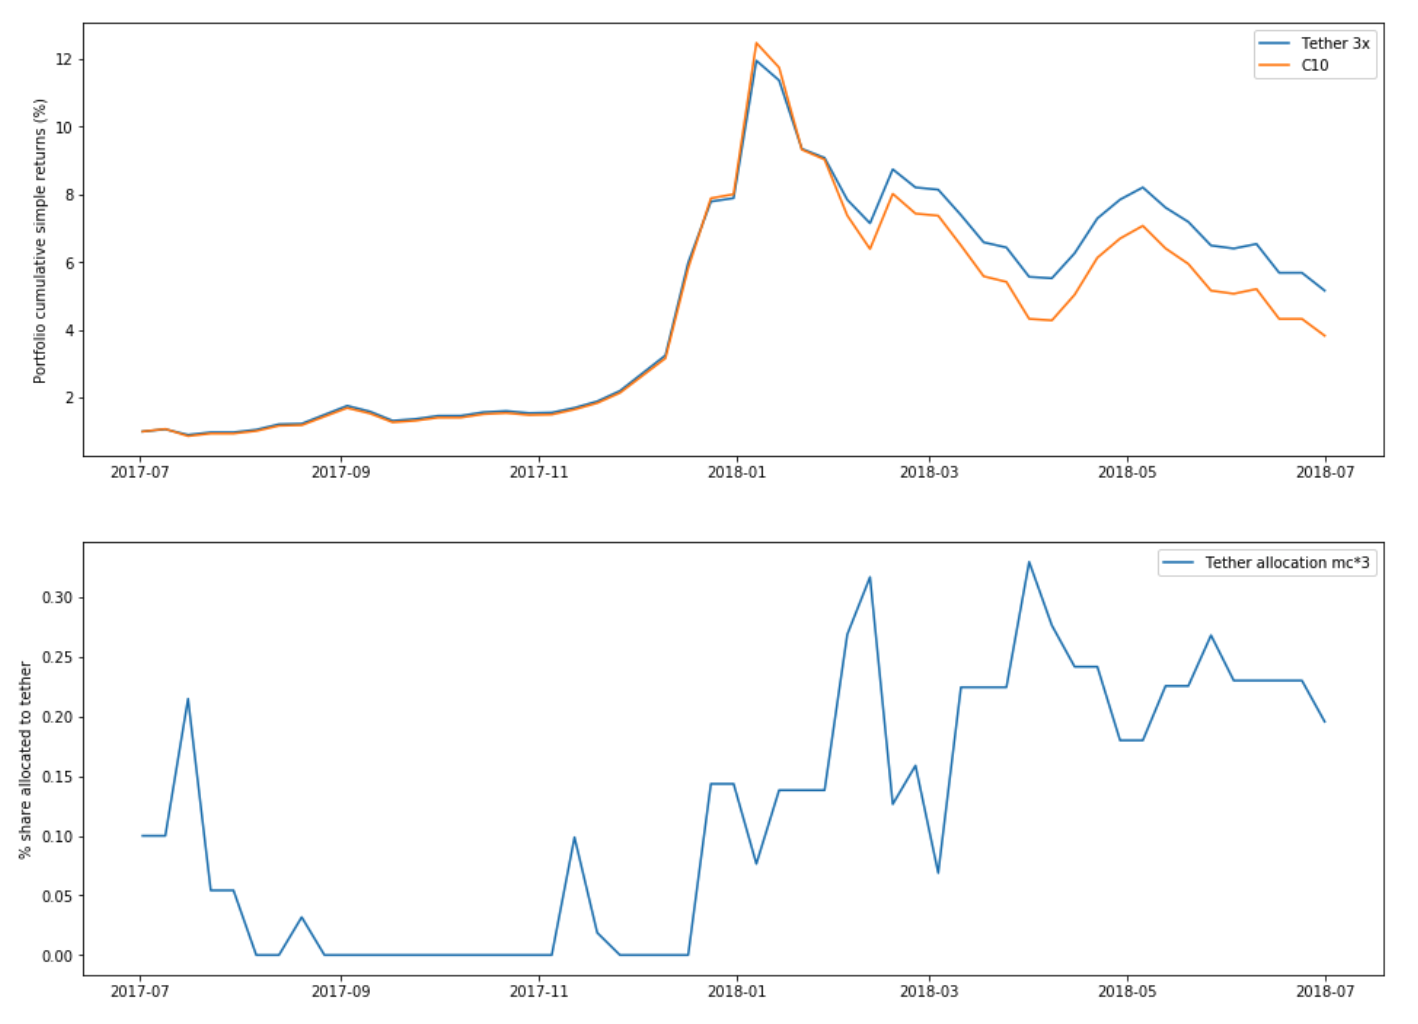 Portfolio cumulative simple returns (%)
12
10
8
6
4
2
Tether 3x
C10
2017-07 2017-09 2017-11 2018-01 2018-03 2018-05 2018-07
% share allocated to tether
0.30
0.25
0.20
0.15
0.10
0.05
0.00
Tether allocation mc*3
2017-07 2017-09 2017-11 2018-01 2018-03 2018-05 2018-07